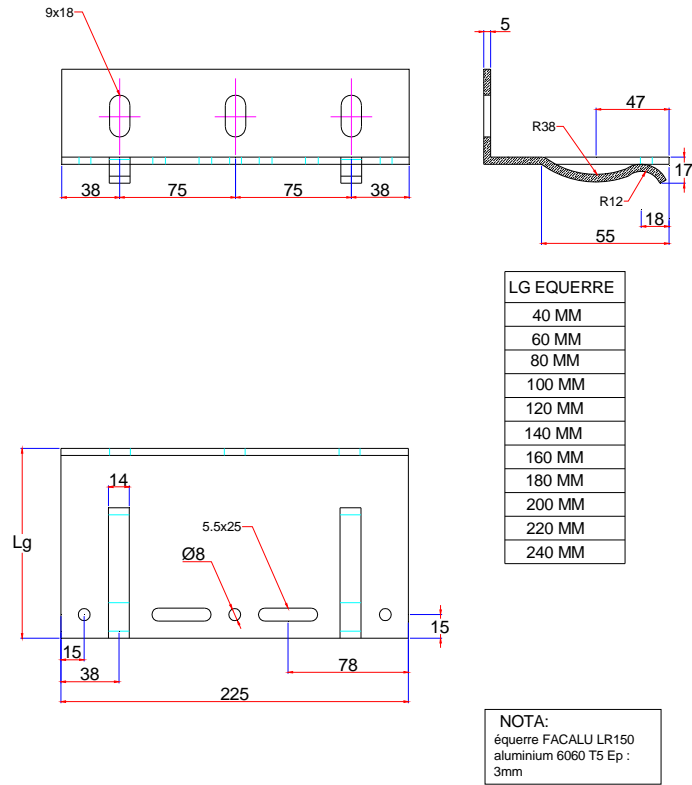 9x18
38
75
75
38
5
47
R38
17
R12
18
55
LG EQUERRE
40 MM
60 MM
80 MM
100 MM
120 MM
140 MM
160 MM
180 MM
200 MM
220 MM
240 MM
14
5.5x25
Lg
Ø8
15
15
38
78
225
NOTA:
équerre FACALU LR150
aluminium 6060 T5 Ep :
3mm